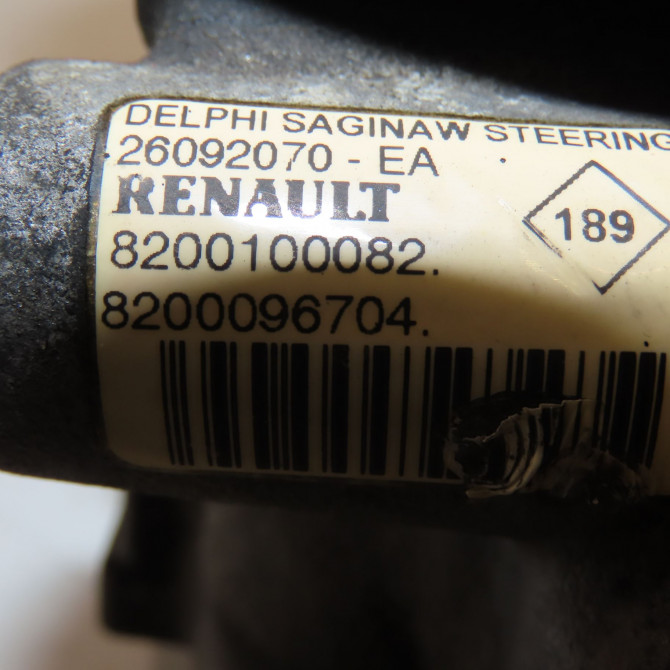 DELPHI SAGINAW STEERING
26092070 - EA
RENAULT
189
8200100082.
8200096704.